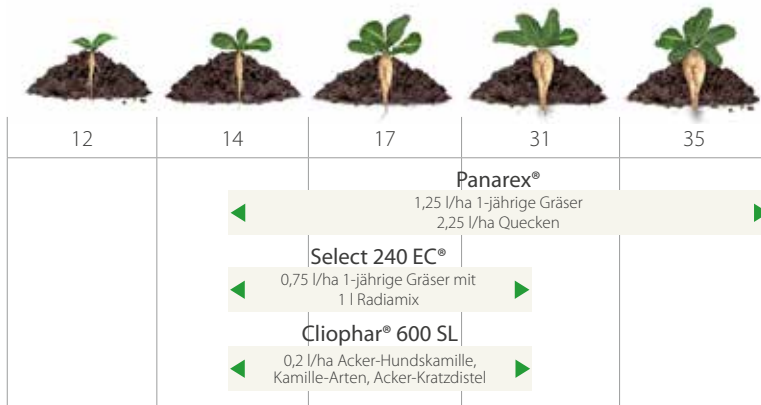 12 14 17 31 35
Panarex®
1,25 l/ha 1-jährige Gräser
2,25 l/ha Quecken
Select 240 EC®
0,75 l/ha 1-jährige Gräser mit
1 l Radiamix
Cliophar® 600 SL
0,2 l/ha Acker-Hundskamille,
Kamille-Arten, Acker-Kratzdistel